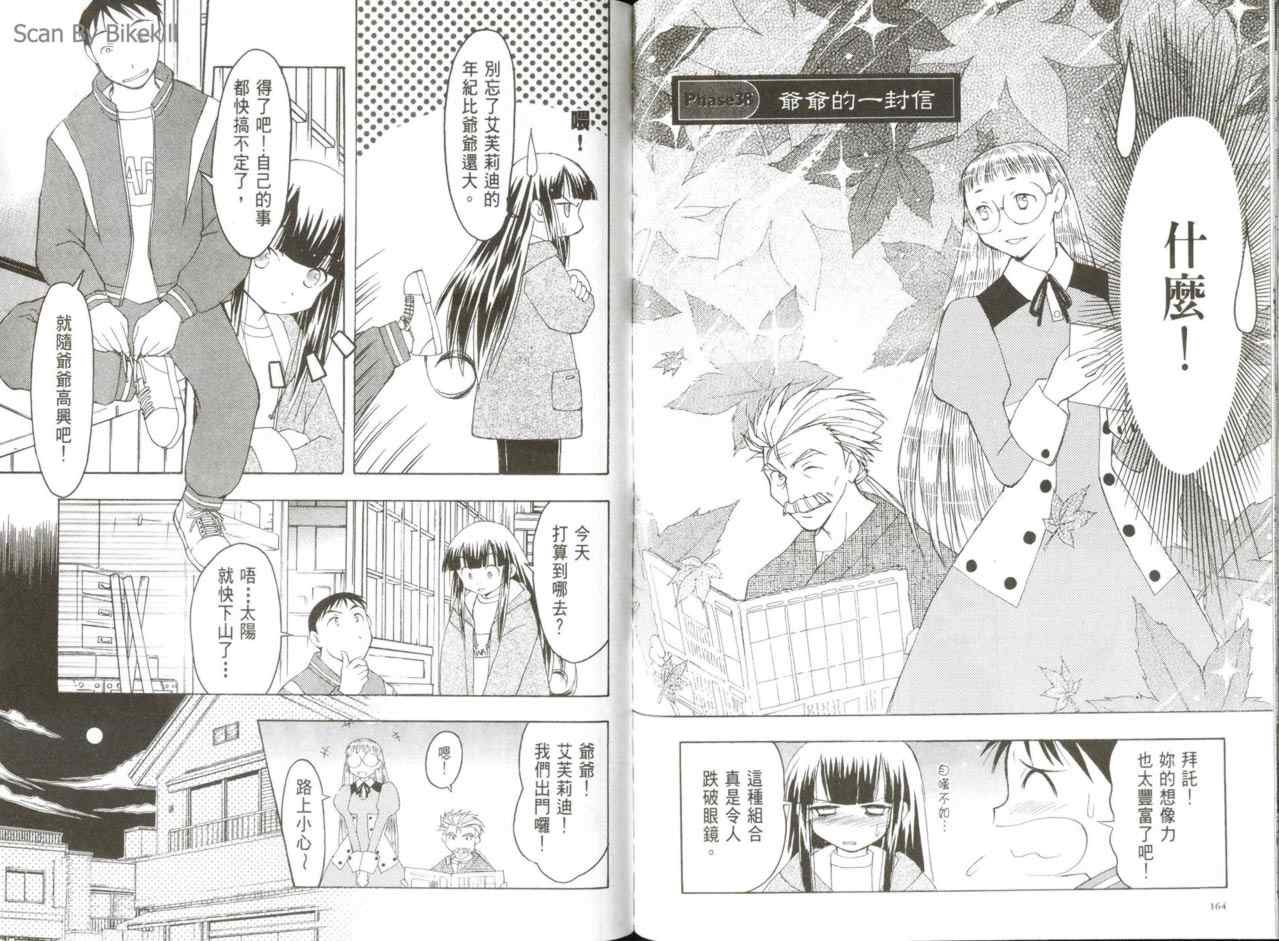 Scan By Bikekill
爺爺的一封信
什麼！
拜託！
妳的想像力
也太豐富了吧！
自嘆不如…
這種組合
真是令人
跌破眼鏡。
164
喂！
別忘了艾芙莉迪的
年紀比爺爺還大。
得了吧！自己的事
都快搞不定了，
就隨爺爺高興吧！
今天
打算到哪去？
唔…太陽
就快下山了…
爺爺！
艾芙莉迪！
我們出門囉！
嗯！
路上小心～